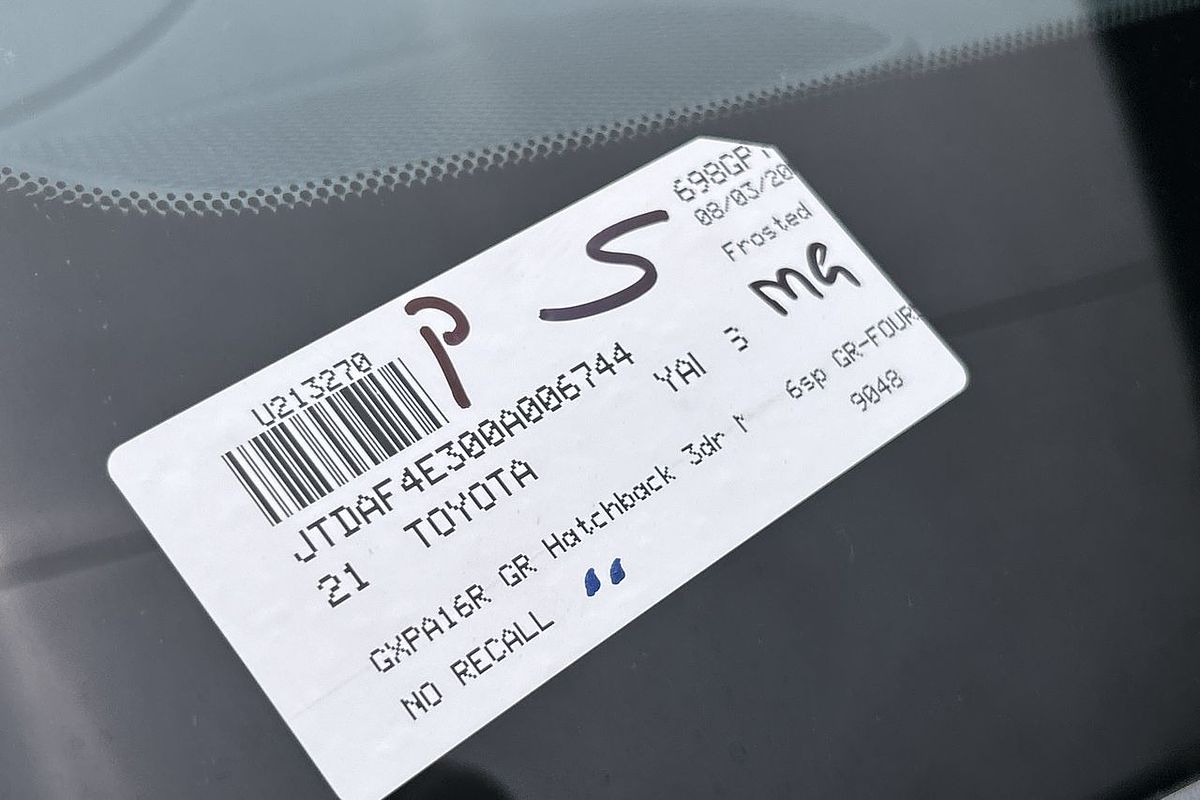 U213270 P S 698GP
08/03/20
Frosted
JTDAF4E300A006744 YAI 3 MG
21 TOYOTA
GXPA16R GR Hatchback 3dr 6sp GR-FOUR
NO RECALL 9048